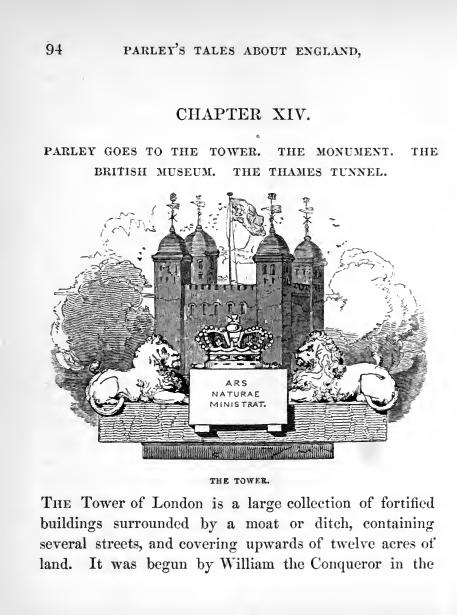 94 PARLEY'S TALES ABOUT ENGLAND,
CHAPTER XIV.
PARLEY GOES TO THE TOWER. THE MONUMENT. THE
BRITISH MUSEUM. THE THAMES TUNNEL.
ARS
NATURAE
MINISTRAT.
THE TOWER.
THE Tower of London is a large collection of fortified
buildings surrounded by a moat or ditch, containing
several streets, and covering upwards of twelve acres of
land. It was begun by William the Conqueror in the